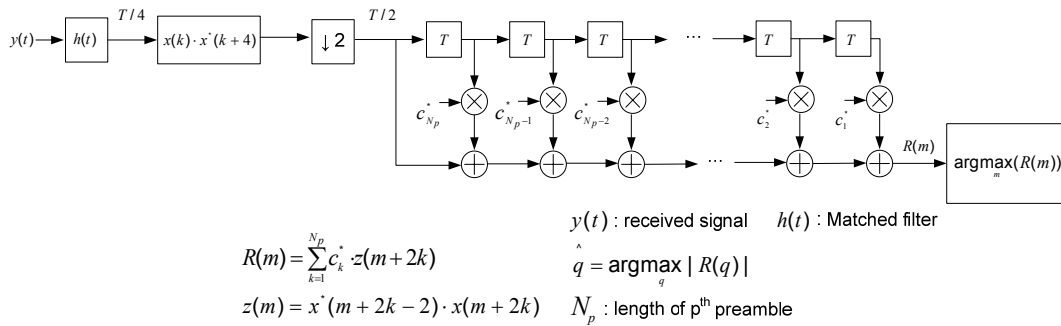 T / 4
T / 2
y(t) h(t) x(k) · x*(k+4) ↓ 2 T T T ... T T
c*_{N_p} c*_{N_p−1} c*_{N_p−2} c*_2 c*_1
... R(m) argmax_m(R(m))
y(t) : received signal h(t) : Matched filter
R(m) = ∑_{k=1}^{N_p} c*_k · z(m+2k)
q̂ = argmax_q | R(q) |
z(m) = x*(m+2k−2) · x(m+2k)
N_p : length of p^th preamble